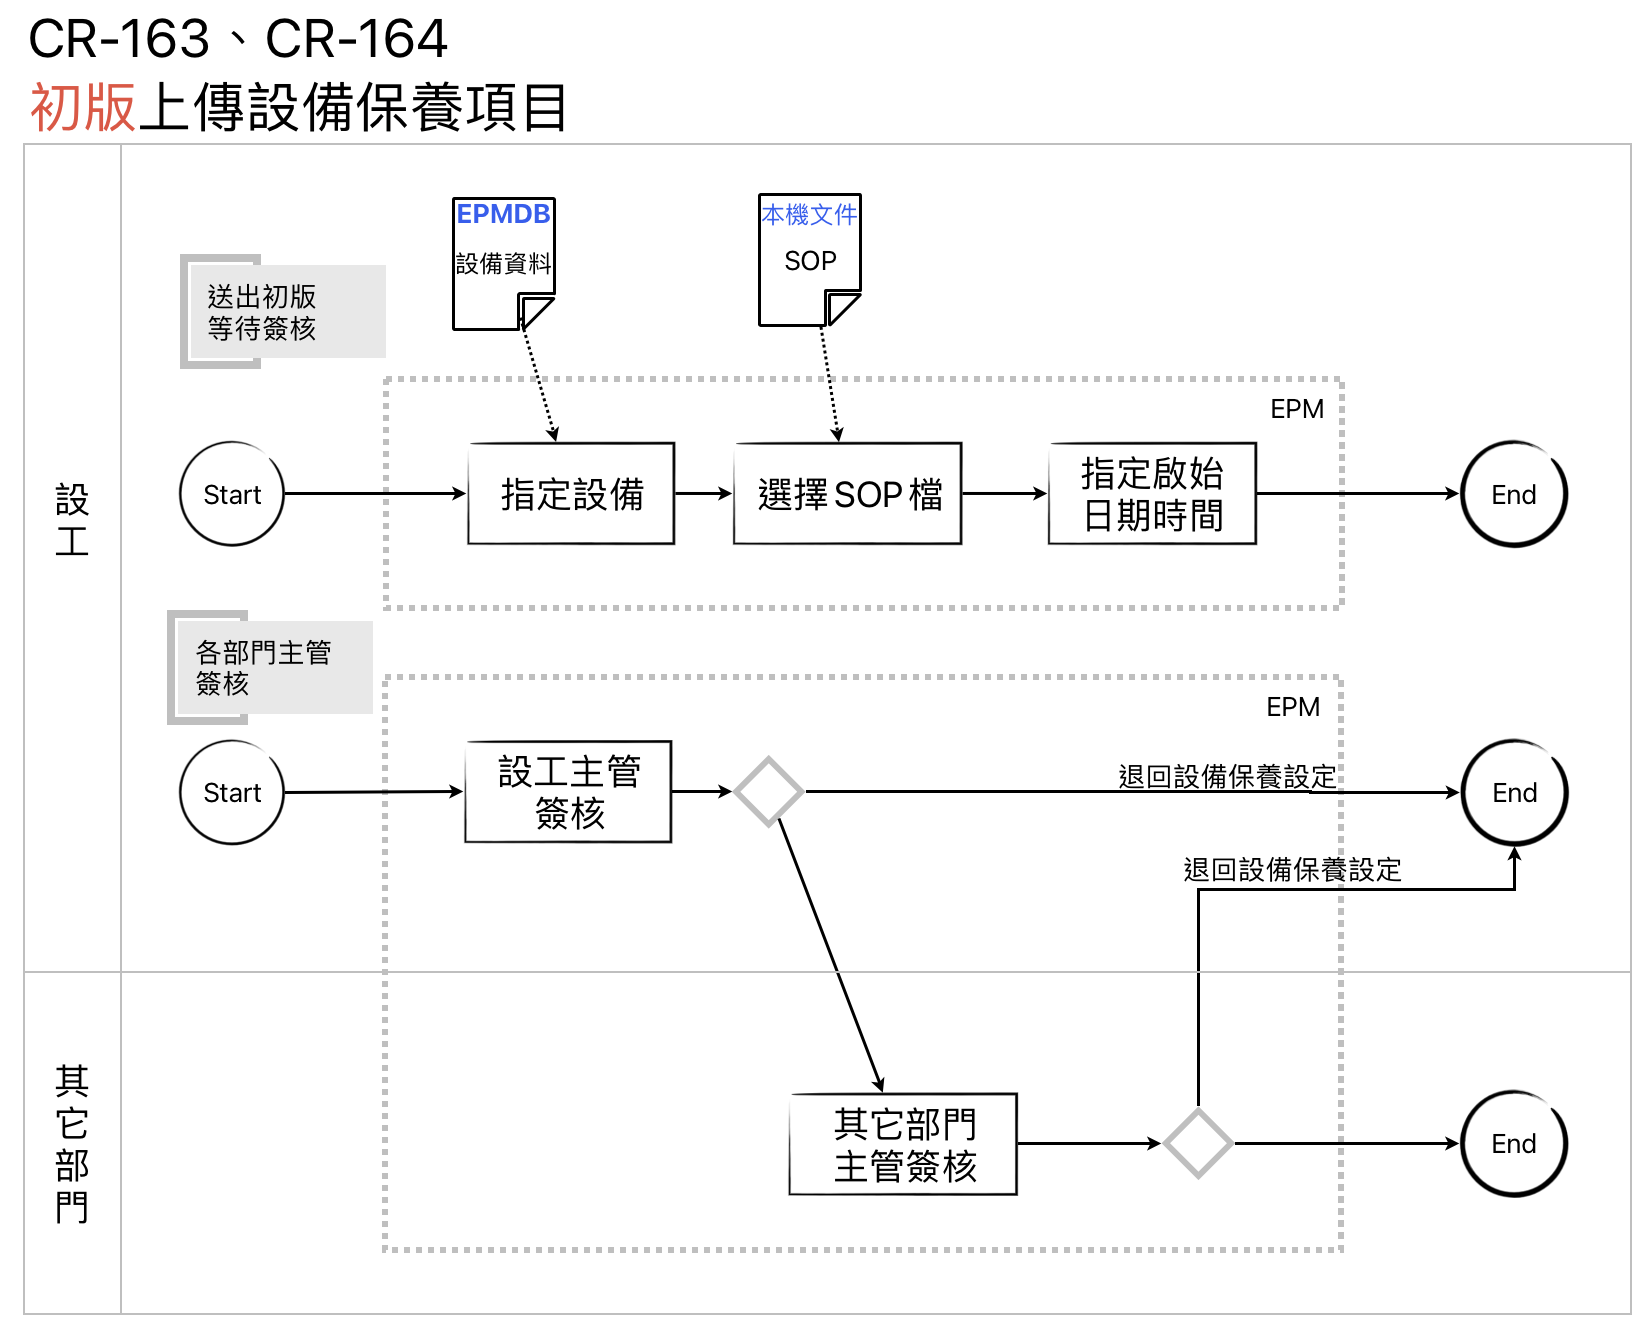 CR-163、CR-164
初版上傳設備保養項目
設
工
EPMDB
設備資料
本機文件
SOP
送出初版
等待簽核
EPM
Start
指定設備
選擇 SOP 檔
指定啟始
日期時間
End
各部門主管
簽核
EPM
Start
設工主管
簽核
退回設備保養設定
End
退回設備保養設定
其
它
部
門
其它部門
主管簽核
End